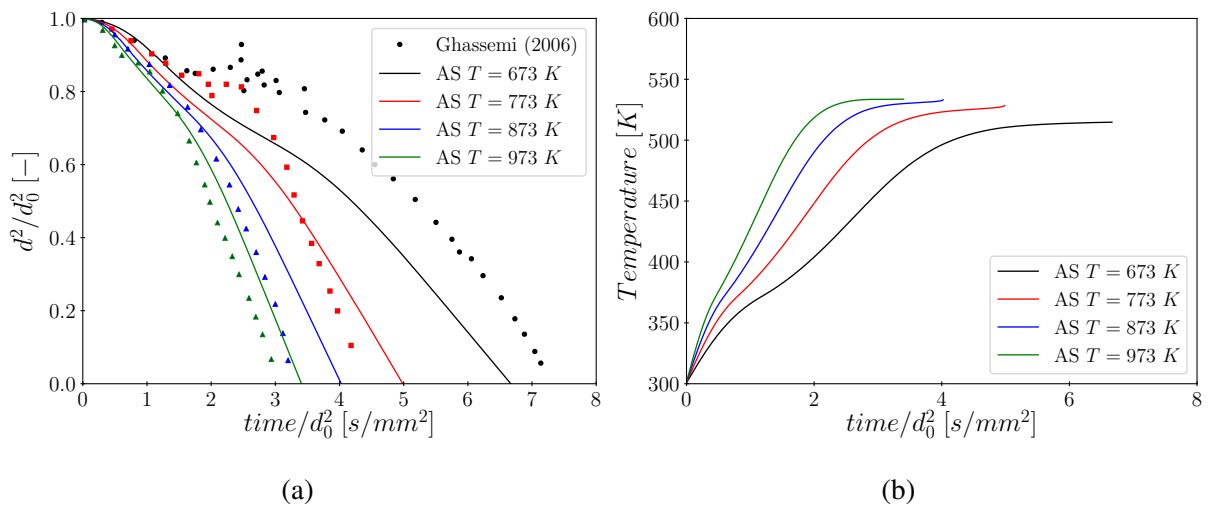 1.0
0.8
0.6
0.4
0.2
0.0
d²/d₀² [−]
0 1 2 3 4 5 6 7 8
time/d₀² [s/mm²]
Ghassemi (2006)
AS T = 673 K
AS T = 773 K
AS T = 873 K
AS T = 973 K
(a)
600
550
500
450
400
350
300
Temperature [K]
0 2 4 6 8
time/d₀² [s/mm²]
AS T = 673 K
AS T = 773 K
AS T = 873 K
AS T = 973 K
(b)